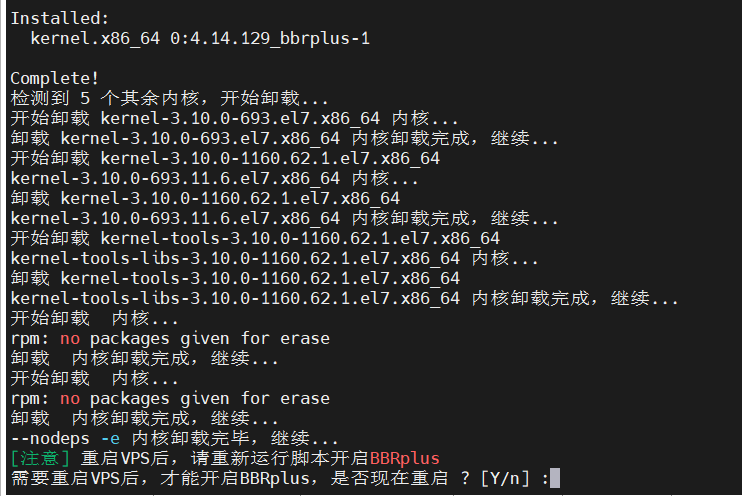 Installed:
kernel.x86_64 0:4.14.129_bbrplus-1
Complete!
检测到 5 个其余内核，开始卸载...
开始卸载 kernel-3.10.0-693.el7.x86_64 内核...
卸载 kernel-3.10.0-693.el7.x86_64 内核卸载完成，继续...
开始卸载 kernel-3.10.0-1160.62.1.el7.x86_64
kernel-3.10.0-693.11.6.el7.x86_64 内核...
卸载 kernel-3.10.0-1160.62.1.el7.x86_64
kernel-3.10.0-693.11.6.el7.x86_64 内核卸载完成，继续...
开始卸载 kernel-tools-3.10.0-1160.62.1.el7.x86_64
kernel-tools-libs-3.10.0-1160.62.1.el7.x86_64 内核...
卸载 kernel-tools-3.10.0-1160.62.1.el7.x86_64
kernel-tools-libs-3.10.0-1160.62.1.el7.x86_64 内核卸载完成，继续...
开始卸载  内核...
rpm: no packages given for erase
卸载  内核卸载完成，继续...
开始卸载  内核...
rpm: no packages given for erase
卸载  内核卸载完成，继续...
--nodeps -e 内核卸载完毕，继续...
[注意] 重启VPS后，请重新运行脚本开启BBRplus
需要重启VPS后，才能开启BBRplus，是否现在重启 ? [Y/n] :